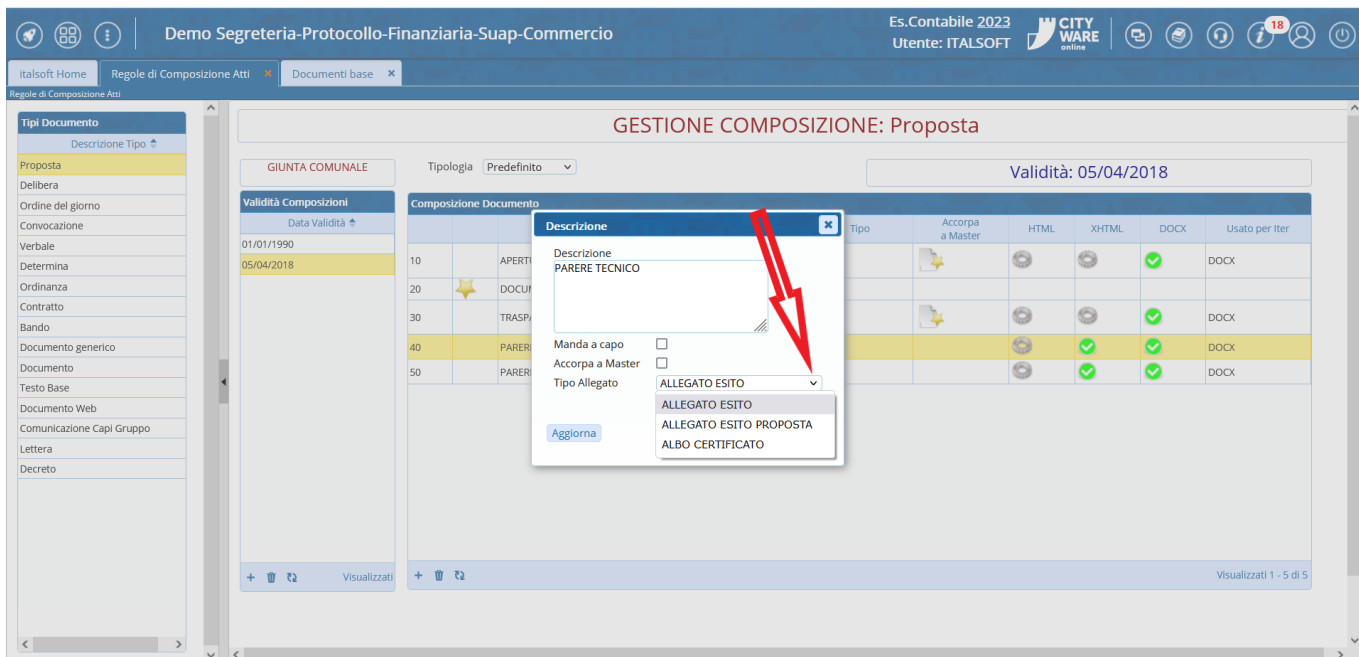 Demo Segreteria-Protocollo-Finanziaria-Suap-Commercio
Es.Contabile 2023
Utente: ITALSOFT
CITY
WARE
online
18
italsoft Home
Regole di Composizione Atti
Documenti base
Regole di Composizione Atti
Tipi Documento
Descrizione Tipo
Proposta
Delibera
Ordine del giorno
Convocazione
Verbale
Determina
Ordinanza
Contratto
Bando
Documento generico
Documento
Testo Base
Documento Web
Comunicazione Capi Gruppo
Lettera
Decreto
GESTIONE COMPOSIZIONE: Proposta
GIUNTA COMUNALE
Tipologia Predefinito
Validità: 05/04/2018
Validità Composizioni
Data Validità
01/01/1990
05/04/2018
Visualizzati
Composizione Documento
Tipo
Accorpa
a Master
HTML
XHTML
DOCX
Usato per Iter
10 APERTU DOCX
20 DOCUM
30 TRASPA DOCX
40 PARERE DOCX
50 PARERE DOCX
Visualizzati 1 - 5 di 5
Descrizione
Descrizione
PARERE TECNICO
Manda a capo
Accorpa a Master
Tipo Allegato ALLEGATO ESITO
ALLEGATO ESITO
ALLEGATO ESITO PROPOSTA
ALBO CERTIFICATO
Aggiorna